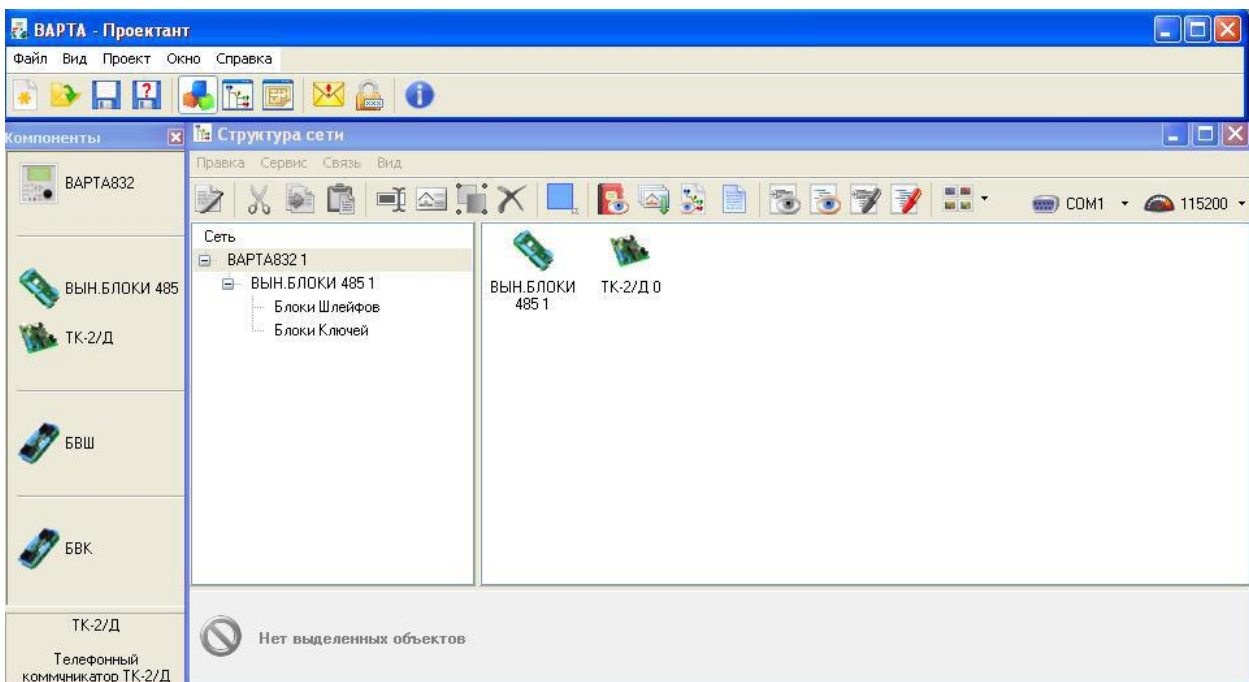 ВАРТА - Проектант
Файл Вид Проект Окно Справка
Компоненты
ВАРТА832
ВЫН.БЛОКИ 485
ТК-2/Д
БВШ
БВК
ТК-2/Д
Телефонный
коммуникатор ТК-2/Д
Структура сети
Правка Сервис Связь Вид
COM1 115200
Сеть
ВАРТА832 1
ВЫН.БЛОКИ 485 1
Блоки Шлейфов
Блоки Ключей
ВЫН.БЛОКИ
485 1
ТК-2/Д 0
Нет выделенных объектов